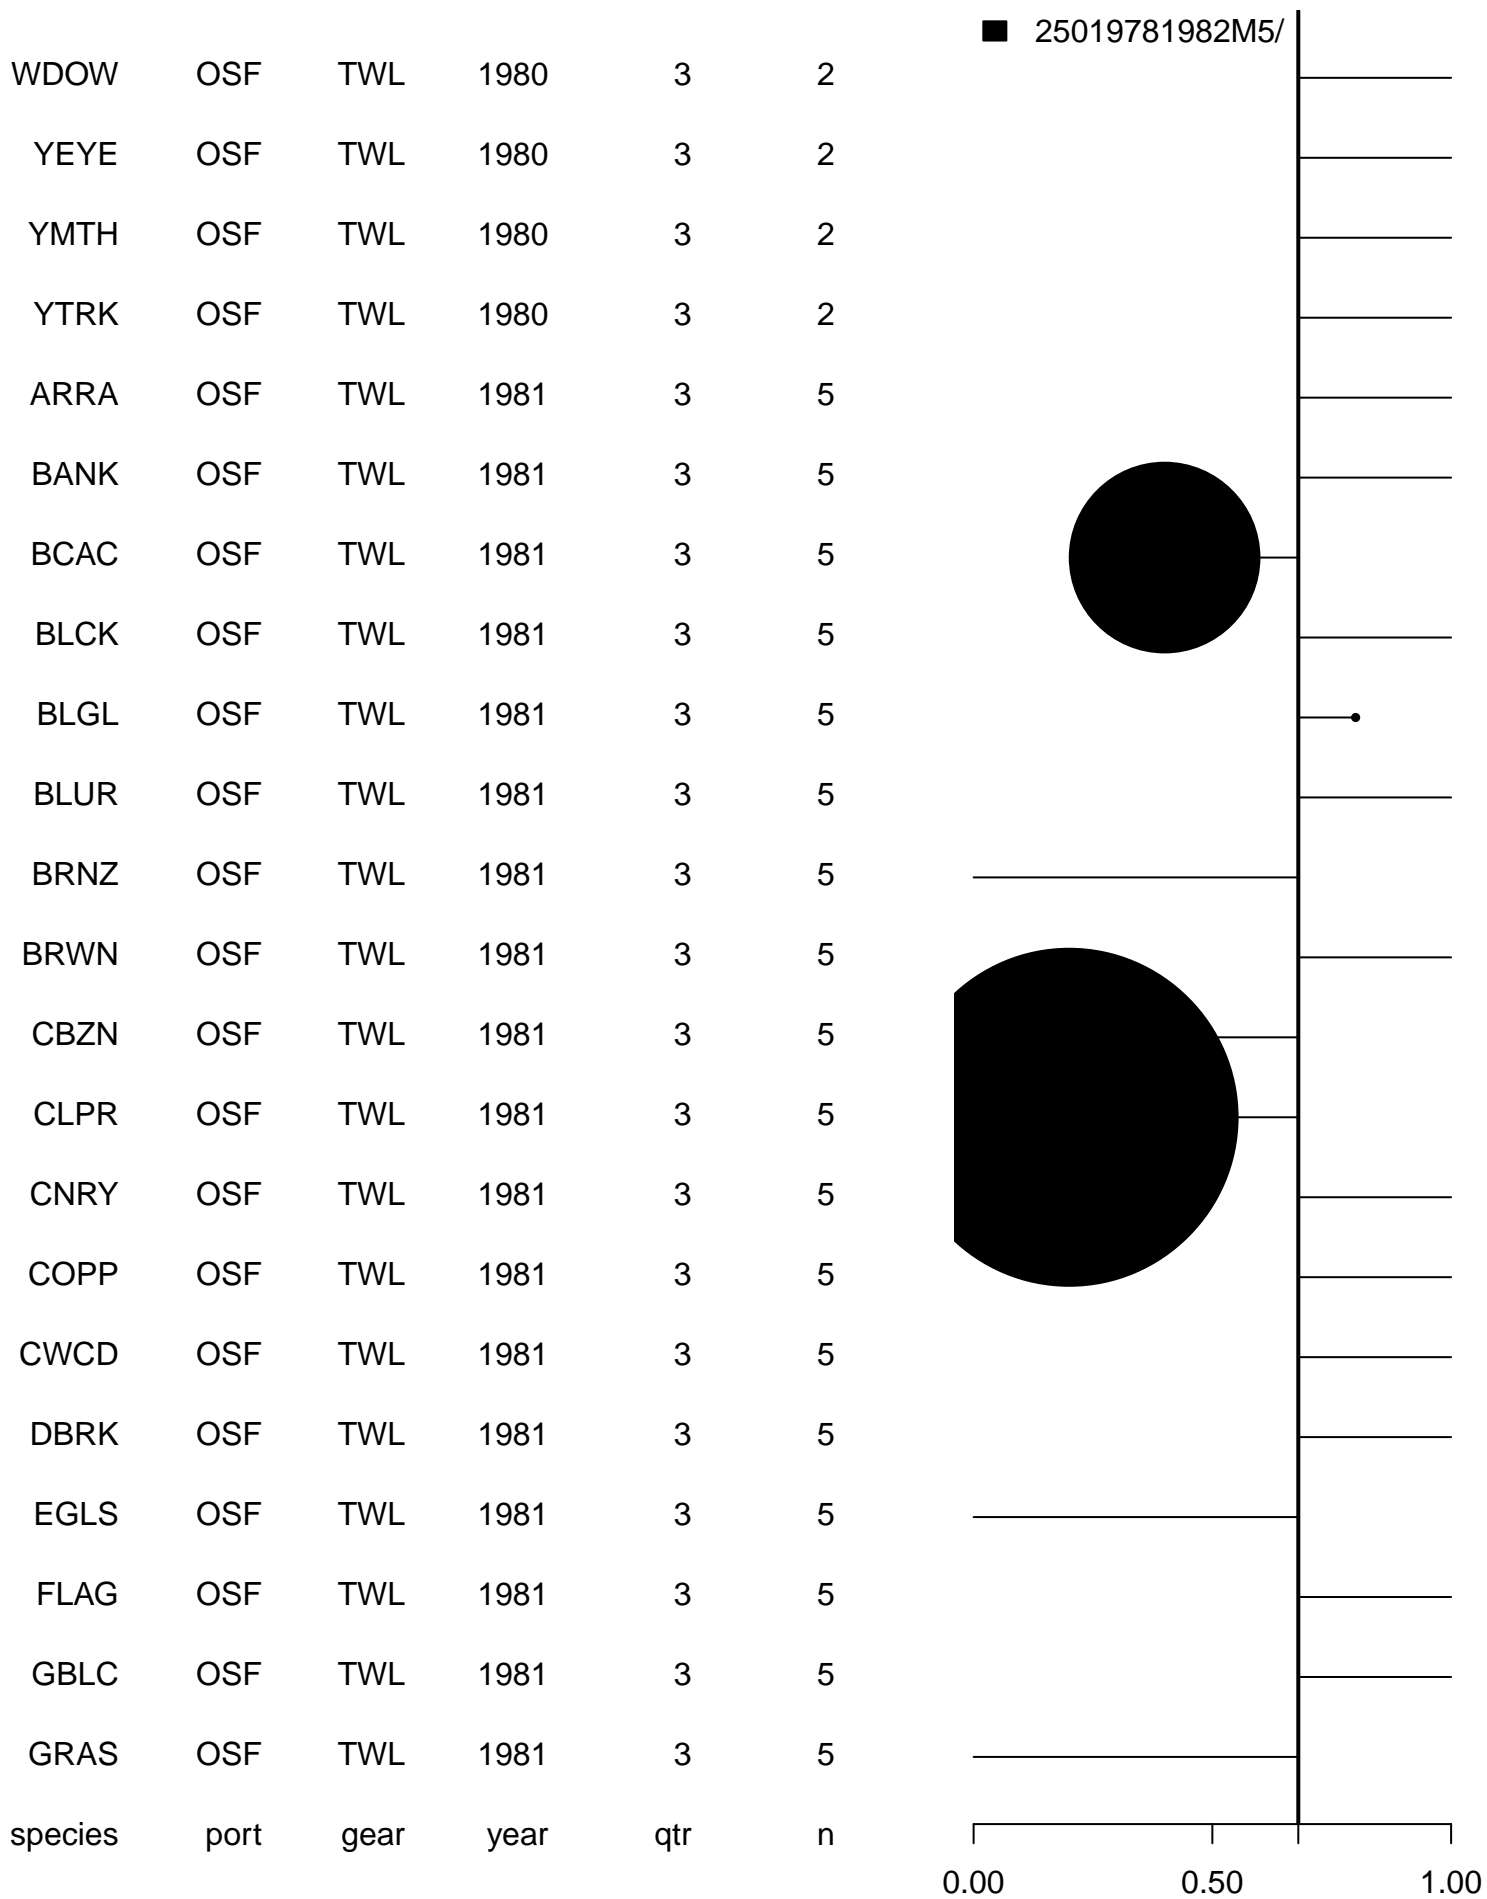 25019781982M5/
WDOW OSF TWL 1980 3 2
YEYE OSF TWL 1980 3 2
YMTH OSF TWL 1980 3 2
YTRK OSF TWL 1980 3 2
ARRA OSF TWL 1981 3 5
BANK OSF TWL 1981 3 5
BCAC OSF TWL 1981 3 5
BLCK OSF TWL 1981 3 5
BLGL OSF TWL 1981 3 5
BLUR OSF TWL 1981 3 5
BRNZ OSF TWL 1981 3 5
BRWN OSF TWL 1981 3 5
CBZN OSF TWL 1981 3 5
CLPR OSF TWL 1981 3 5
CNRY OSF TWL 1981 3 5
COPP OSF TWL 1981 3 5
CWCD OSF TWL 1981 3 5
DBRK OSF TWL 1981 3 5
EGLS OSF TWL 1981 3 5
FLAG OSF TWL 1981 3 5
GBLC OSF TWL 1981 3 5
GRAS OSF TWL 1981 3 5
species port gear year qtr n
0.00 0.50 1.00